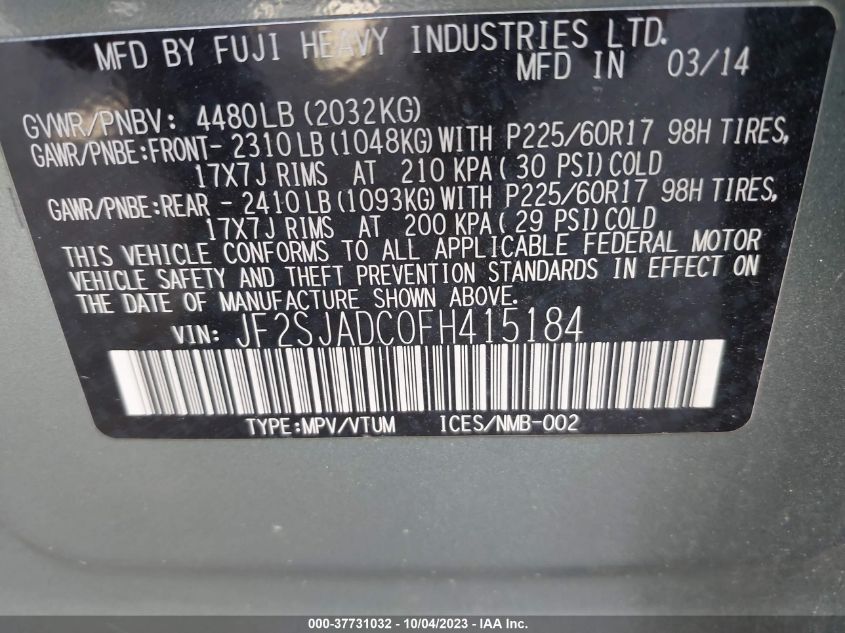 MFD BY FUJI HEAVY INDUSTRIES LTD.
MFD IN 03/14
GVWR/PNBV: 4480LB (2032KG)
GAWR/PNBE:FRONT- 2310LB (1048KG) WITH P225/60R17 98H TIRES,
17X7J RIMS AT 210 KPA (30 PSI) COLD
GAWR/PNBE:REAR - 2410LB (1093KG) WITH P225/60R17 98H TIRES,
17X7J RIMS AT 200 KPA (29 PSI) COLD
THIS VEHICLE CONFORMS TO ALL APPLICABLE FEDERAL MOTOR
VEHICLE SAFETY AND THEFT PREVENTION STANDARDS IN EFFECT ON
THE DATE OF MANUFACTURE SHOWN ABOVE.
VIN: JF2SJADC0FH415184
TYPE:MPV/VTUM ICES/NMB-002
000-37731032 - 10/04/2023 - IAA Inc.